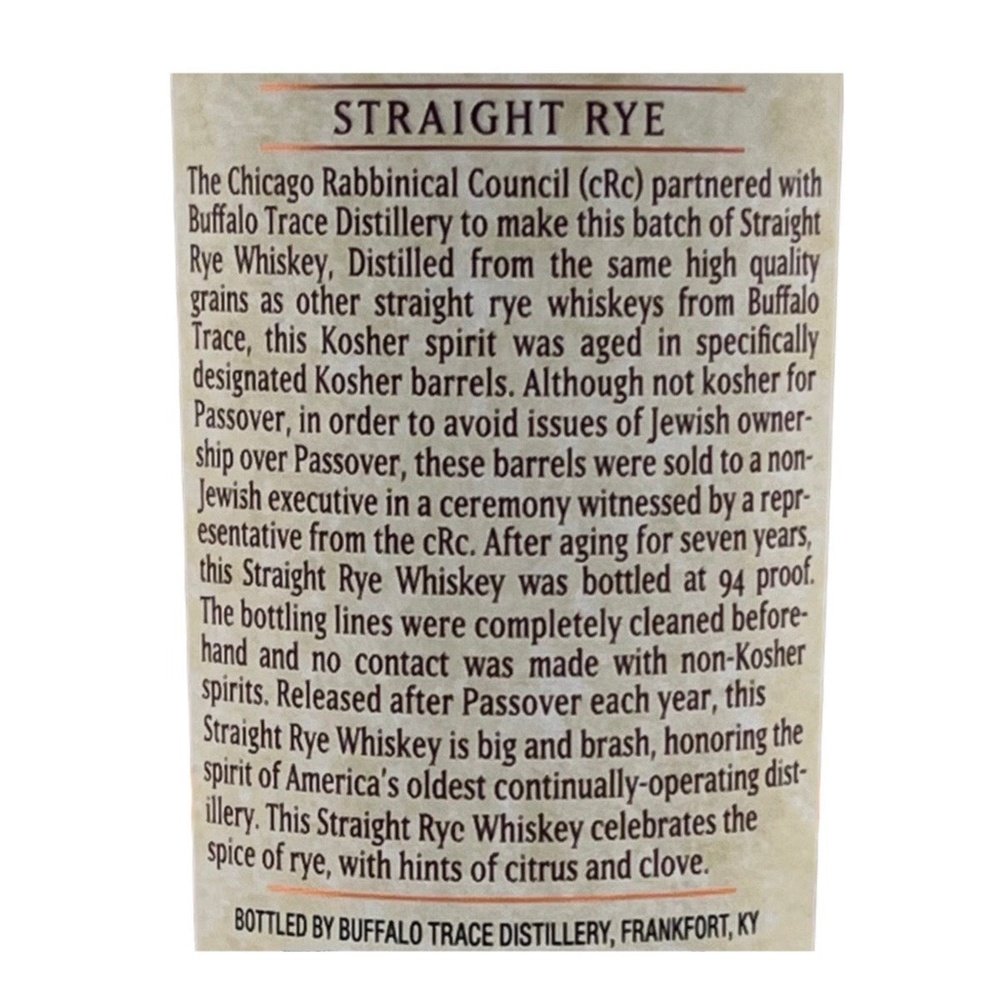 STRAIGHT RYE
The Chicago Rabbinical Council (cRc) partnered with
Buffalo Trace Distillery to make this batch of Straight
Rye Whiskey, Distilled from the same high quality
grains as other straight rye whiskeys from Buffalo
Trace, this Kosher spirit was aged in specifically
designated Kosher barrels. Although not kosher for
Passover, in order to avoid issues of Jewish owner-
ship over Passover, these barrels were sold to a non-
Jewish executive in a ceremony witnessed by a repr-
esentative from the cRc. After aging for seven years,
this Straight Rye Whiskey was bottled at 94 proof.
The bottling lines were completely cleaned before-
hand and no contact was made with non-Kosher
spirits. Released after Passover each year, this
Straight Rye Whiskey is big and brash, honoring the
spirit of America's oldest continually-operating dist-
illery. This Straight Rye Whiskey celebrates the
spice of rye, with hints of citrus and clove.
BOTTLED BY BUFFALO TRACE DISTILLERY, FRANKFORT, KY